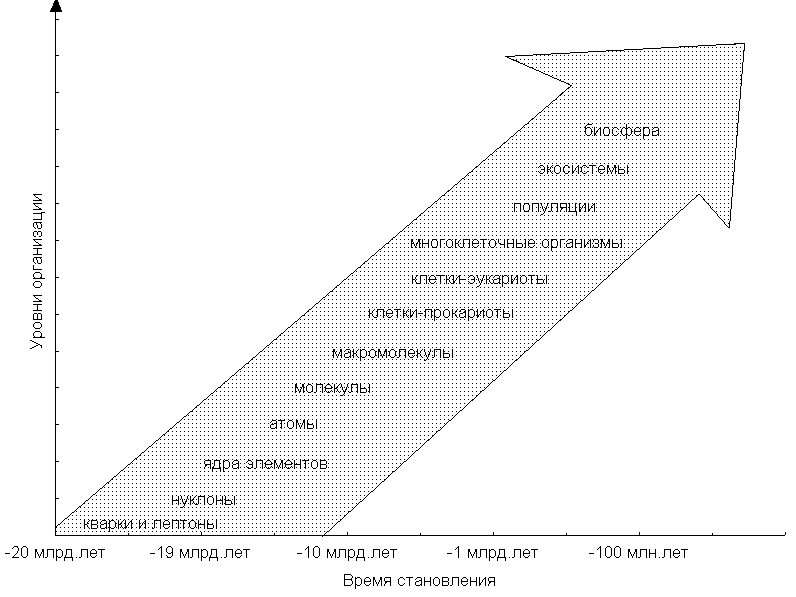 биосфера
экосистемы
популяции
многоклеточные организмы
клетки-эукариоты
клетки-прокариоты
макромолекулы
молекулы
атомы
ядра элементов
нуклоны
кварки и лептоны
Уровни организации
-20 млрд.лет -19 млрд.лет -10 млрд.лет -1 млрд.лет -100 млн.лет
Время становления